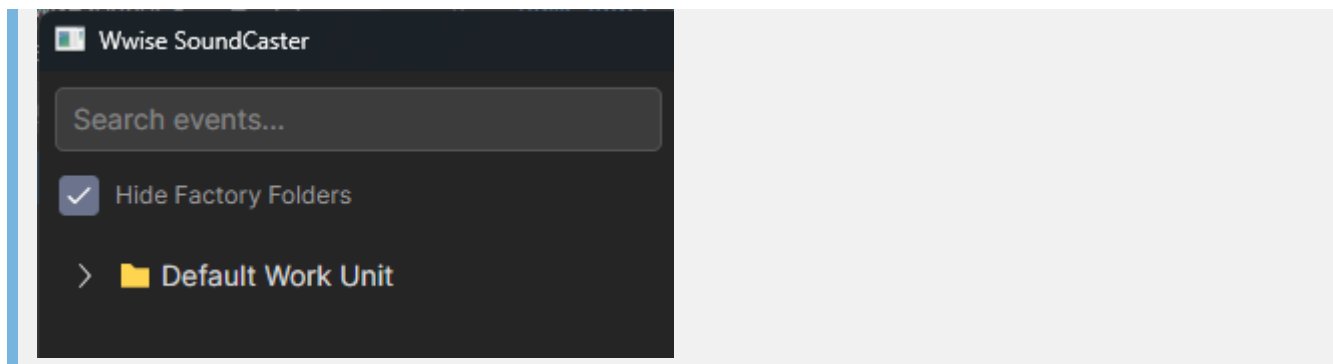 Wwise SoundCaster
Search events...
Hide Factory Folders
Default Work Unit